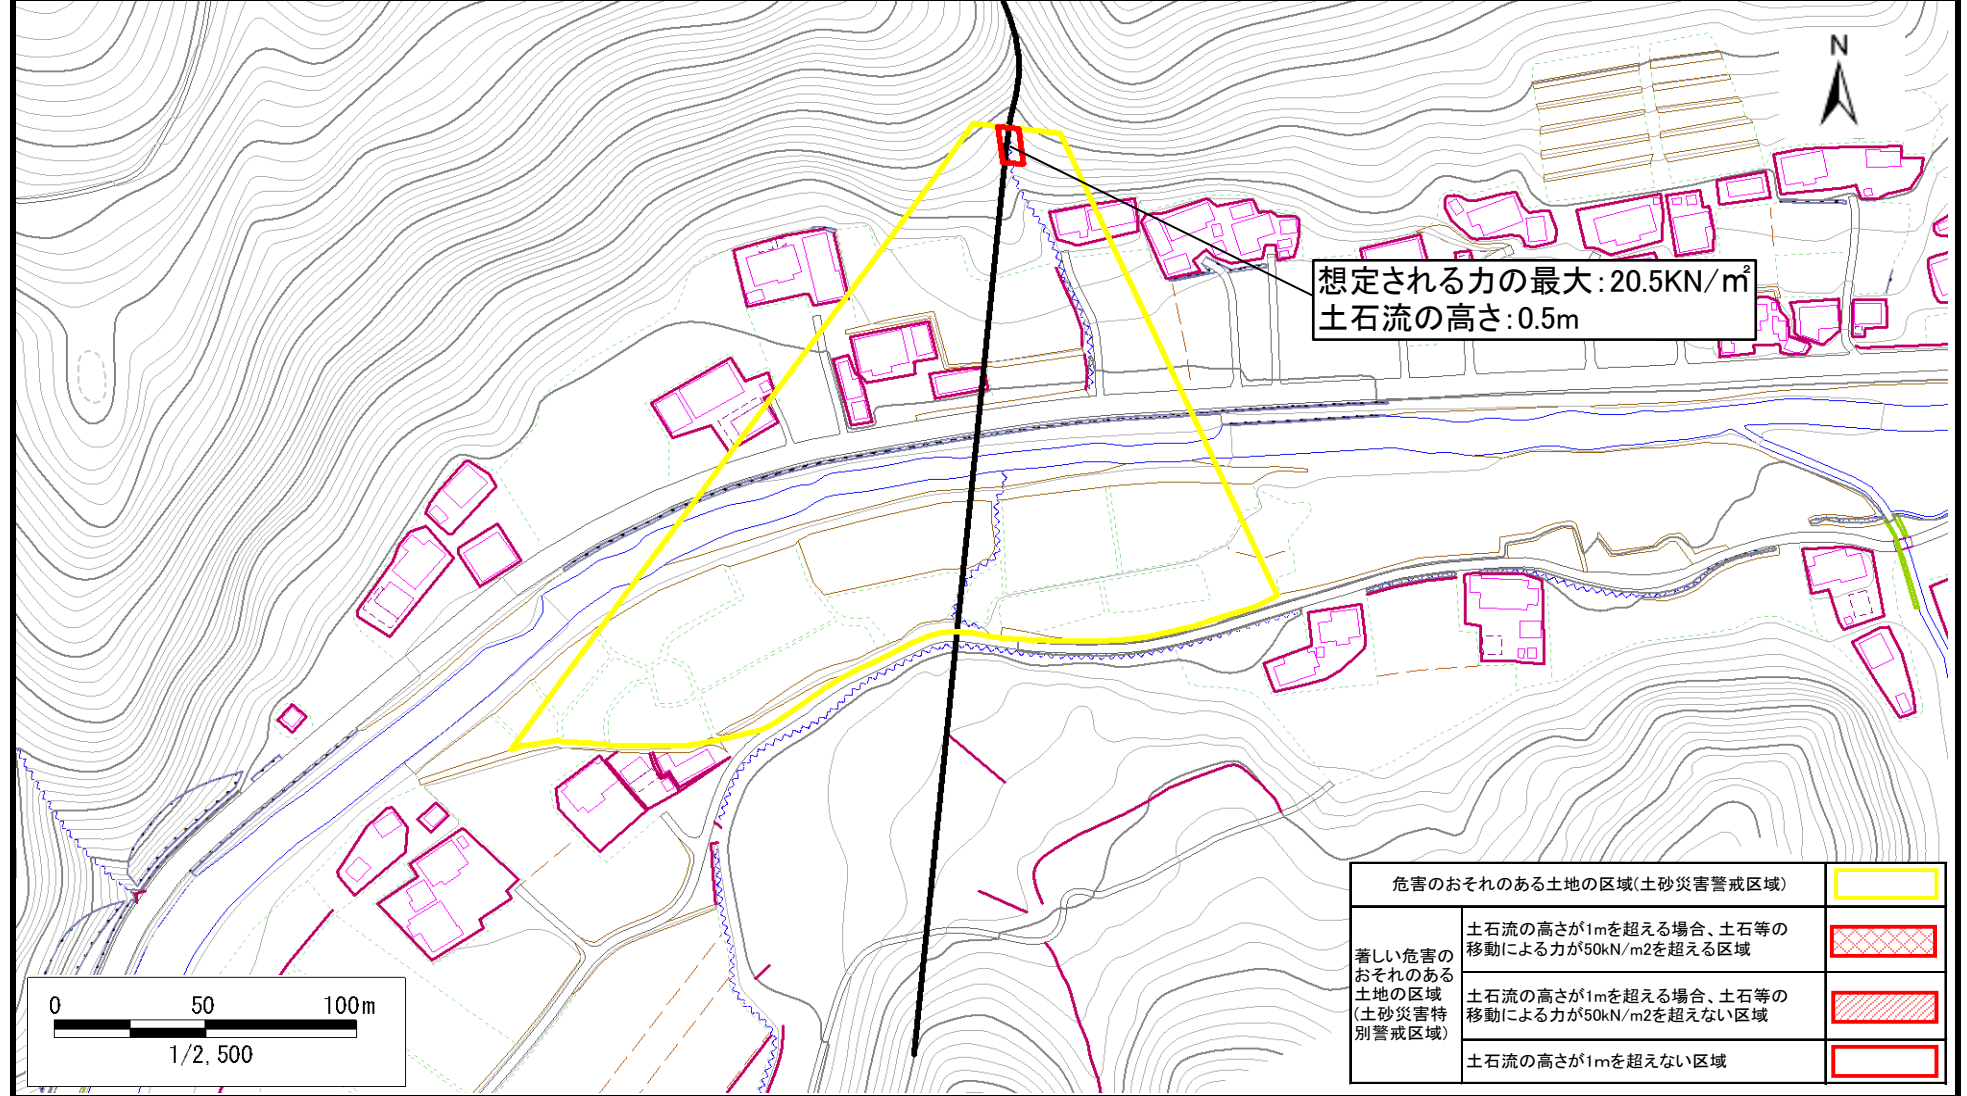 N
想定される力の最大:20.5KN/㎡
土石流の高さ:0.5m
危害のおそれのある土地の区域(土砂災害警戒区域)
著しい危害の
おそれのある
土地の区域
(土砂災害特
別警戒区域)
土石流の高さが1mを超える場合、土石等の
移動による力が50kN/m2を超える区域
土石流の高さが1mを超える場合、土石等の
移動による力が50kN/m2を超えない区域
土石流の高さが1mを超えない区域
0 50 100m
1/2,500